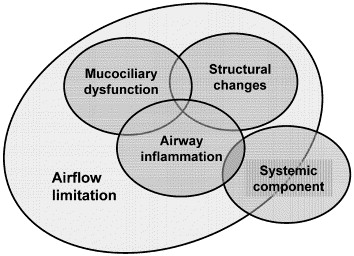 Mucociliary
dysfunction
Structural
changes
Airway
inflammation
Airflow
limitation
Systemic
component